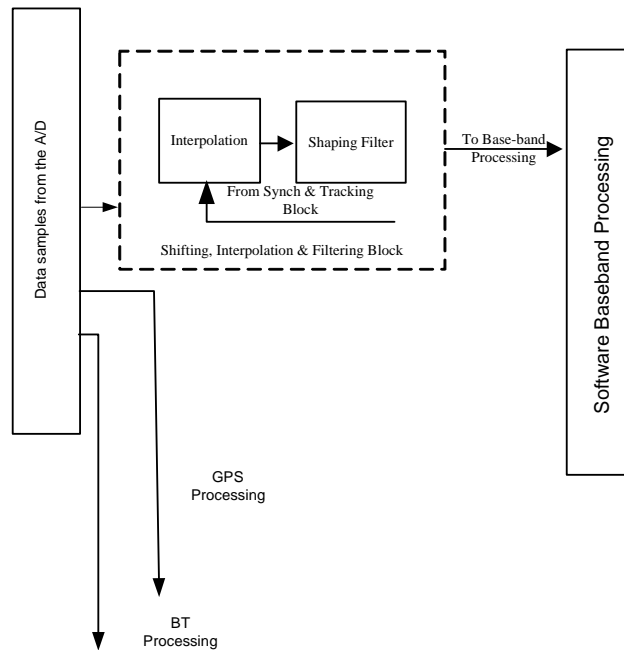 Data samples from the A/D
Interpolation
Shaping Filter
From Synch & Tracking
Block
Shifting, Interpolation & Filtering Block
To Base-band
Processing
Software Baseband Processing
GPS
Processing
BT
Processing